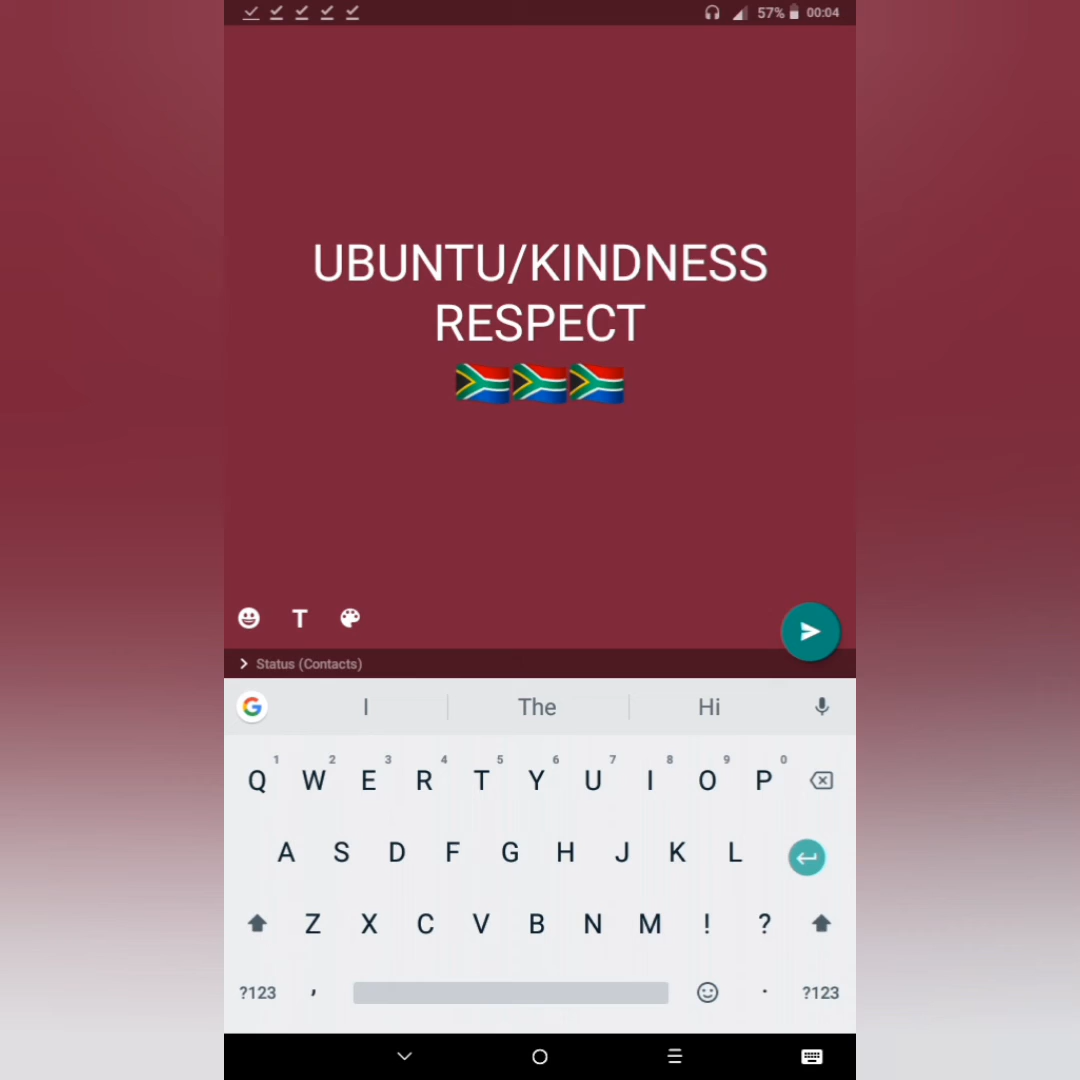 57% 00:04
UBUNTU/KINDNESS
RESPECT
🇿🇦🇿🇦🇿🇦
T
Status (Contacts)
G I The Hi
1 2 3 4 5 6 7 8 9 0
Q W E R T Y U I O P
A S D F G H J K L
Z X C V B N M ! ?
?123 , . ?123